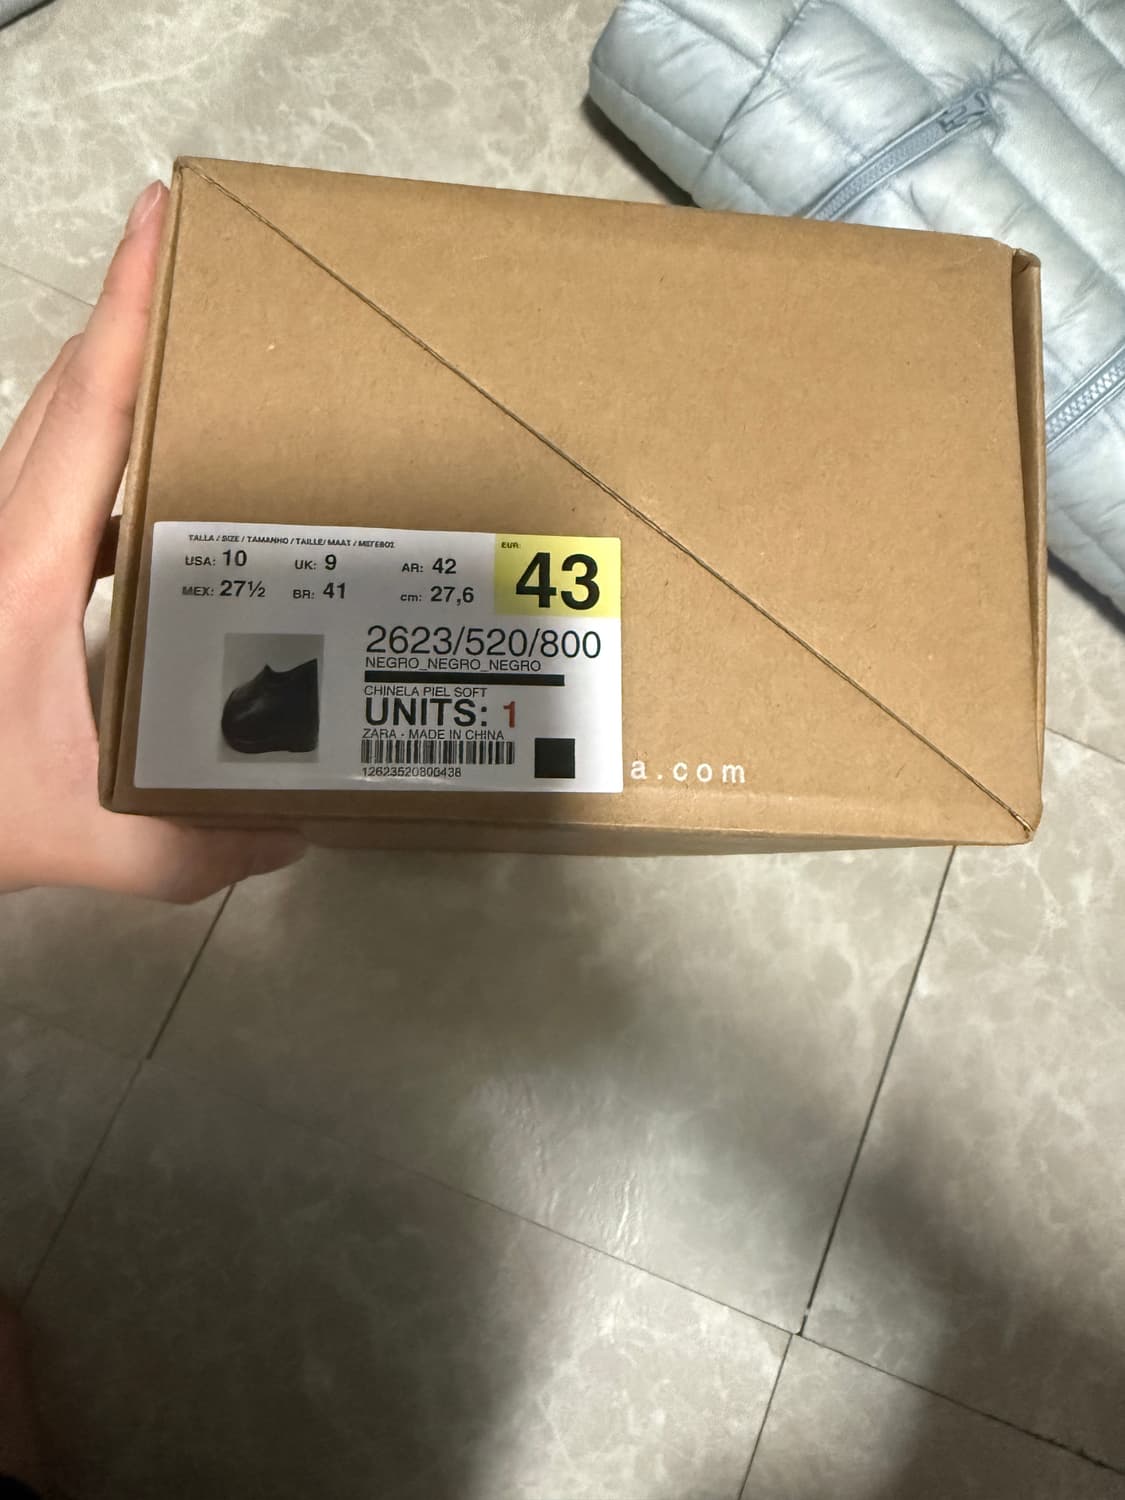 TALLA / SIZE / TAMANHO / TAILLE/ MAAT / ΜΕΓΕΘΟΣ
USA: 10 UK: 9 AR: 42
MEX: 27½ BR: 41 cm: 27,6
EUR:
43
2623/520/800
NEGRO_NEGRO_NEGRO
CHINELA PIEL SOFT
UNITS: 1
ZARA - MADE IN CHINA
12623520800438
a.com